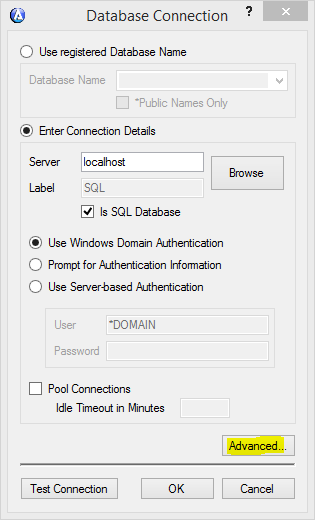 Database Connection ? ×
Use registered Database Name
Database Name
*Public Names Only
Enter Connection Details
Server localhost
Browse
Label SQL
Is SQL Database
Use Windows Domain Authentication
Prompt for Authentication Information
Use Server-based Authentication
User *DOMAIN
Password
Pool Connections
Idle Timeout in Minutes
Advanced...
Test Connection OK Cancel